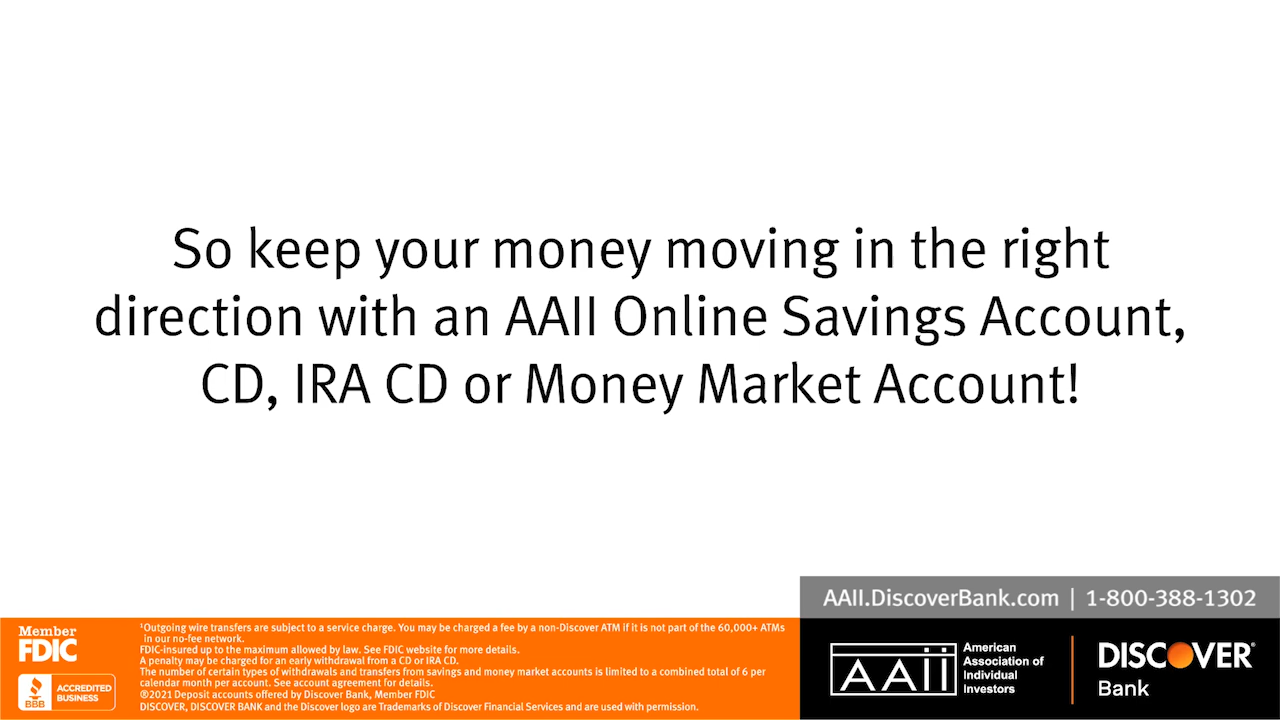 So keep your money moving in the right
direction with an AAII Online Savings Account,
CD, IRA CD or Money Market Account!
AAII.DiscoverBank.com | 1-800-388-1302
Member
FDIC
BBB
ACCREDITED
BUSINESS
¹Outgoing wire transfers are subject to a service charge. You may be charged a fee by a non-Discover ATM if it is not part of the 60,000+ ATMs
in our no-fee network.
FDIC-insured up to the maximum allowed by law. See FDIC website for more details.
A penalty may be charged for an early withdrawal from a CD or IRA CD.
The number of certain types of withdrawals and transfers from savings and money market accounts is limited to a combined total of 6 per
calendar month per account. See account agreement for details.
®2021 Deposit accounts offered by Discover Bank, Member FDIC
DISCOVER, DISCOVER BANK and the Discover logo are Trademarks of Discover Financial Services and are used with permission.
AAii
American
Association of
Individual
Investors
DISCOVER®
Bank